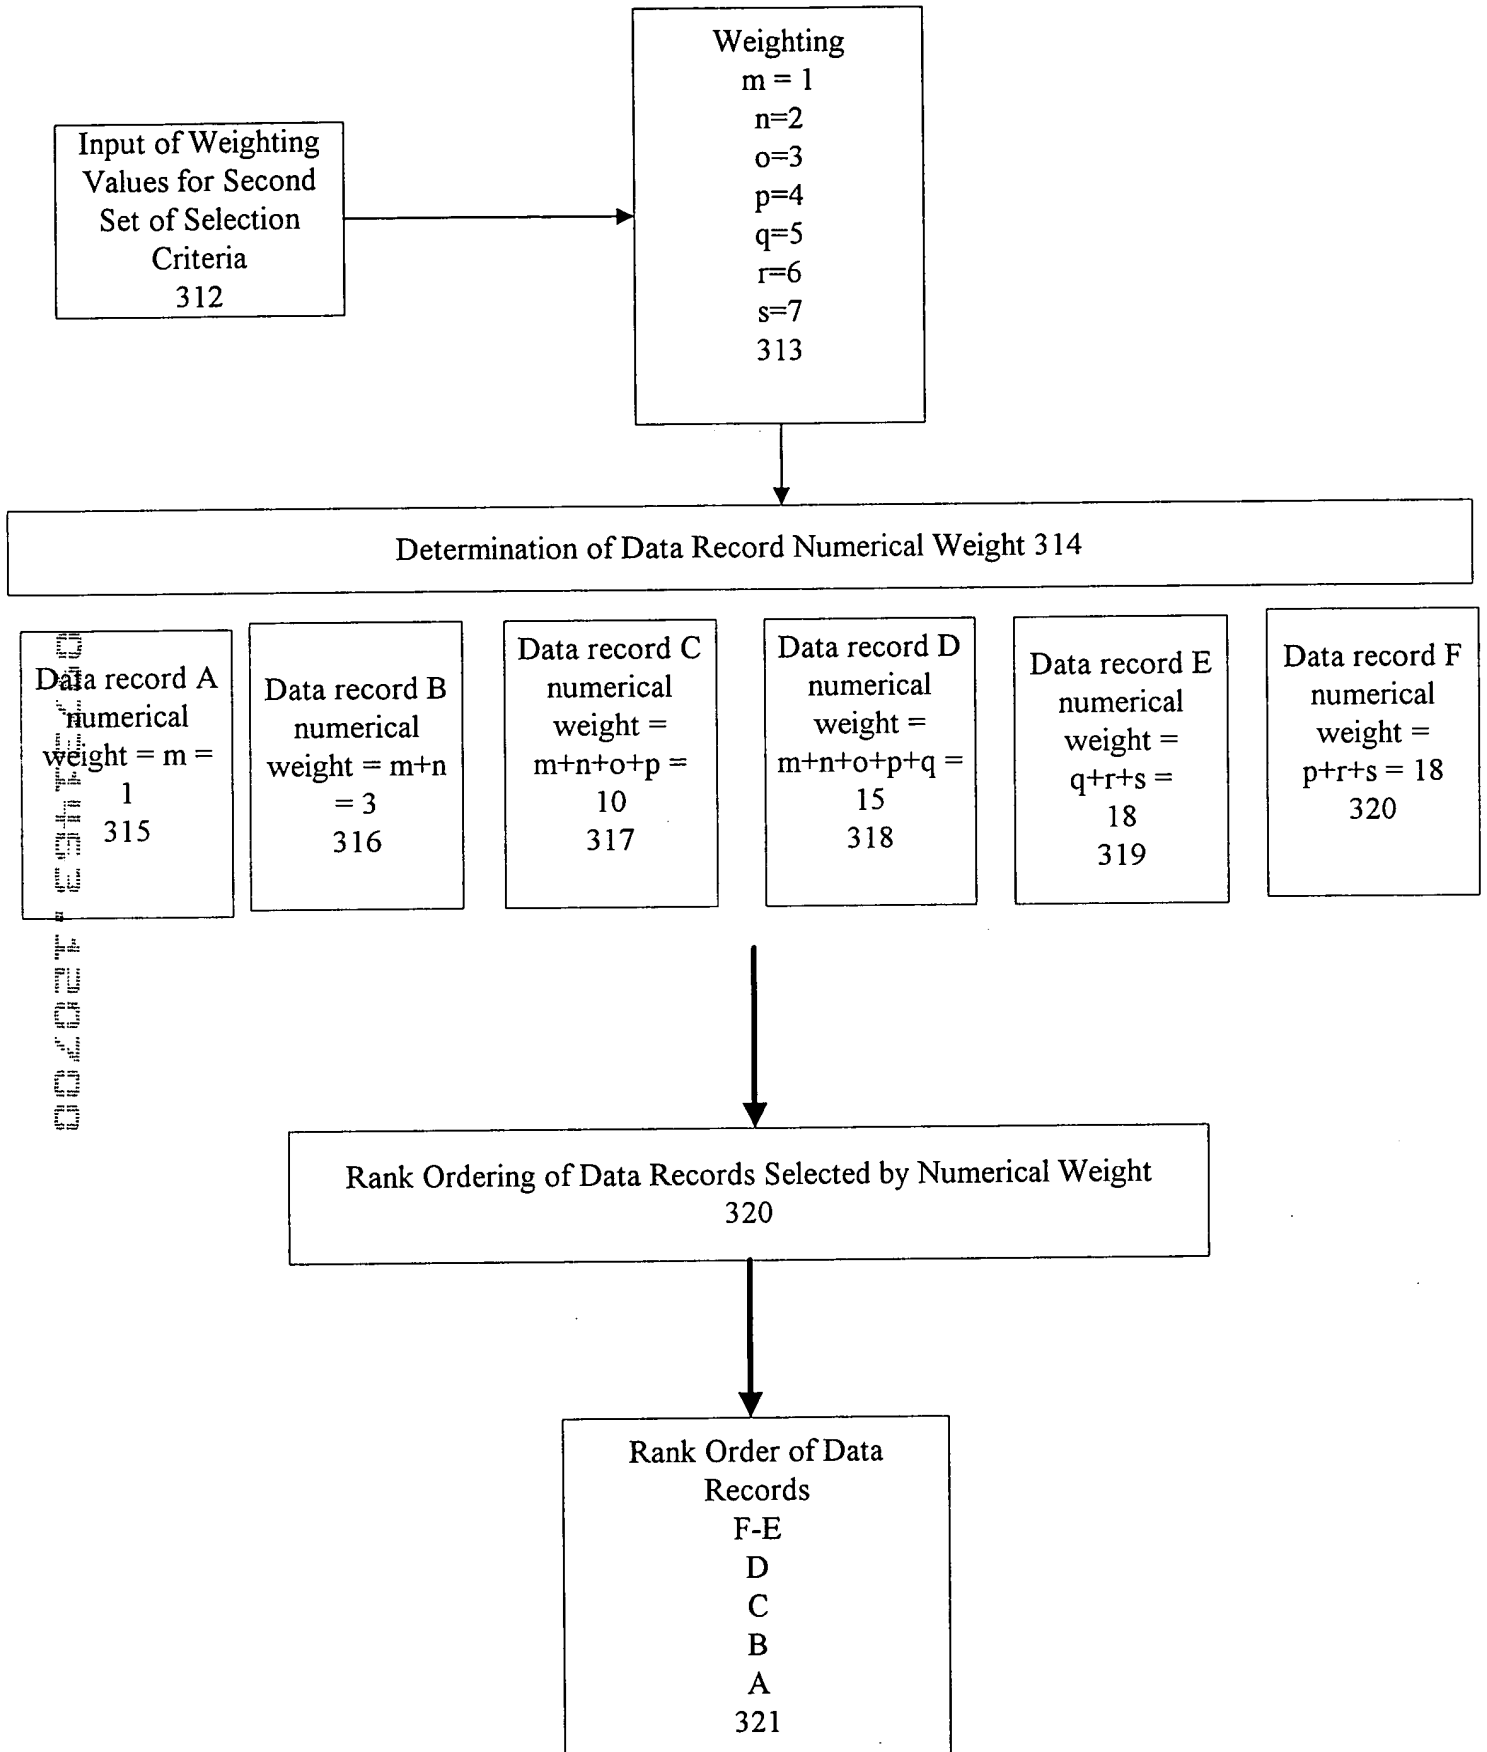 Weighting
m = 1
n=2
o=3
p=4
q=5
r=6
s=7
313
Input of Weighting
Values for Second
Set of Selection
Criteria
312
Determination of Data Record Numerical Weight 314
Data record A
numerical
weight = m =
1
315
Data record B
numerical
weight = m+n
= 3
316
Data record C
numerical
weight =
m+n+o+p =
10
317
Data record D
numerical
weight =
m+n+o+p+q =
15
318
Data record E
numerical
weight =
q+r+s =
18
319
Data record F
numerical
weight =
p+r+s = 18
320
Rank Ordering of Data Records Selected by Numerical Weight
320
Rank Order of Data
Records
F-E
D
C
B
A
321